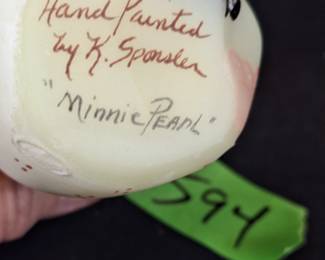 Hand Painted
by K. Sponsler
"Minnie Pearl"
594